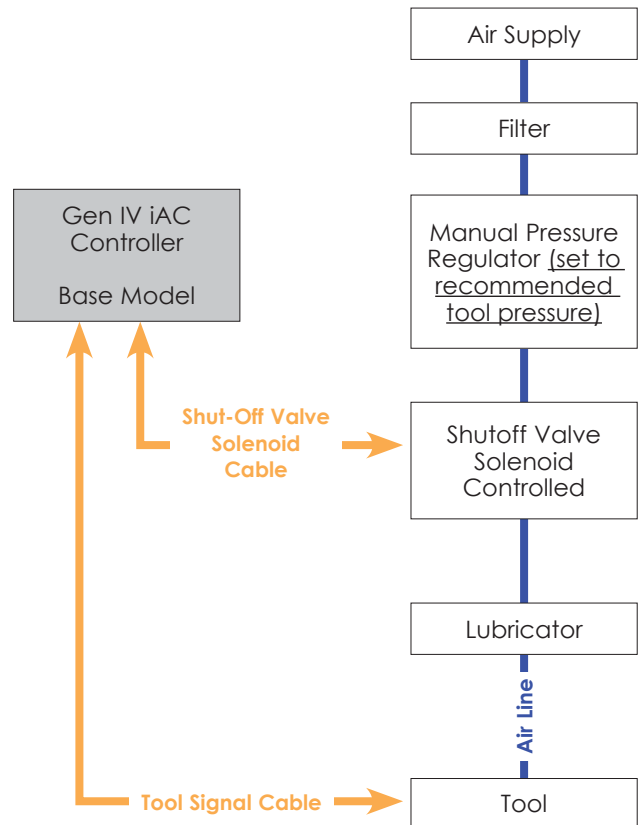 Air Supply
Filter
Gen IV iAC
Controller
Base Model
Manual Pressure
Regulator (set to
recommended
tool pressure)
Shut-Off Valve
Solenoid
Cable
Shutoff Valve
Solenoid
Controlled
Lubricator
Air Line
Tool Signal Cable
Tool